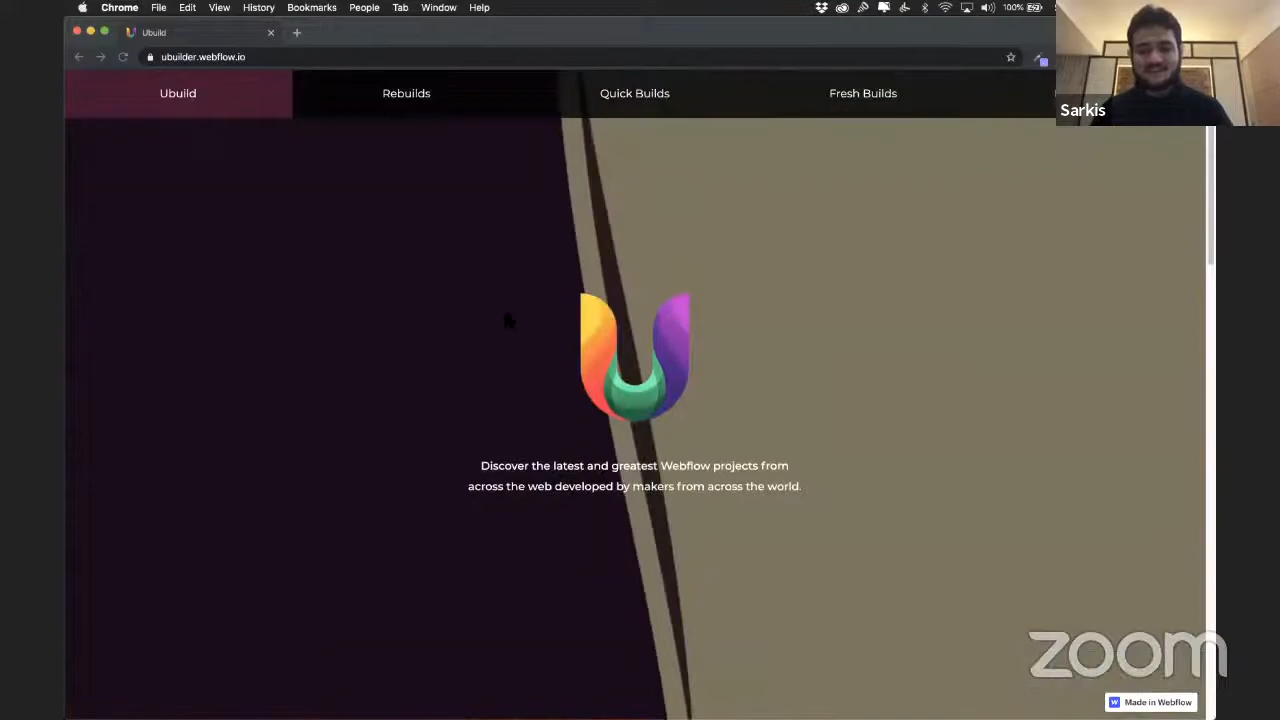 Chrome File Edit View History Bookmarks People Tab Window Help
100%
Ubuild
ubuilder.webflow.io
Ubuild Rebuilds Quick Builds Fresh Builds
Sarkis
Discover the latest and greatest Webflow projects from
across the web developed by makers from across the world.
zoom
Made in Webflow